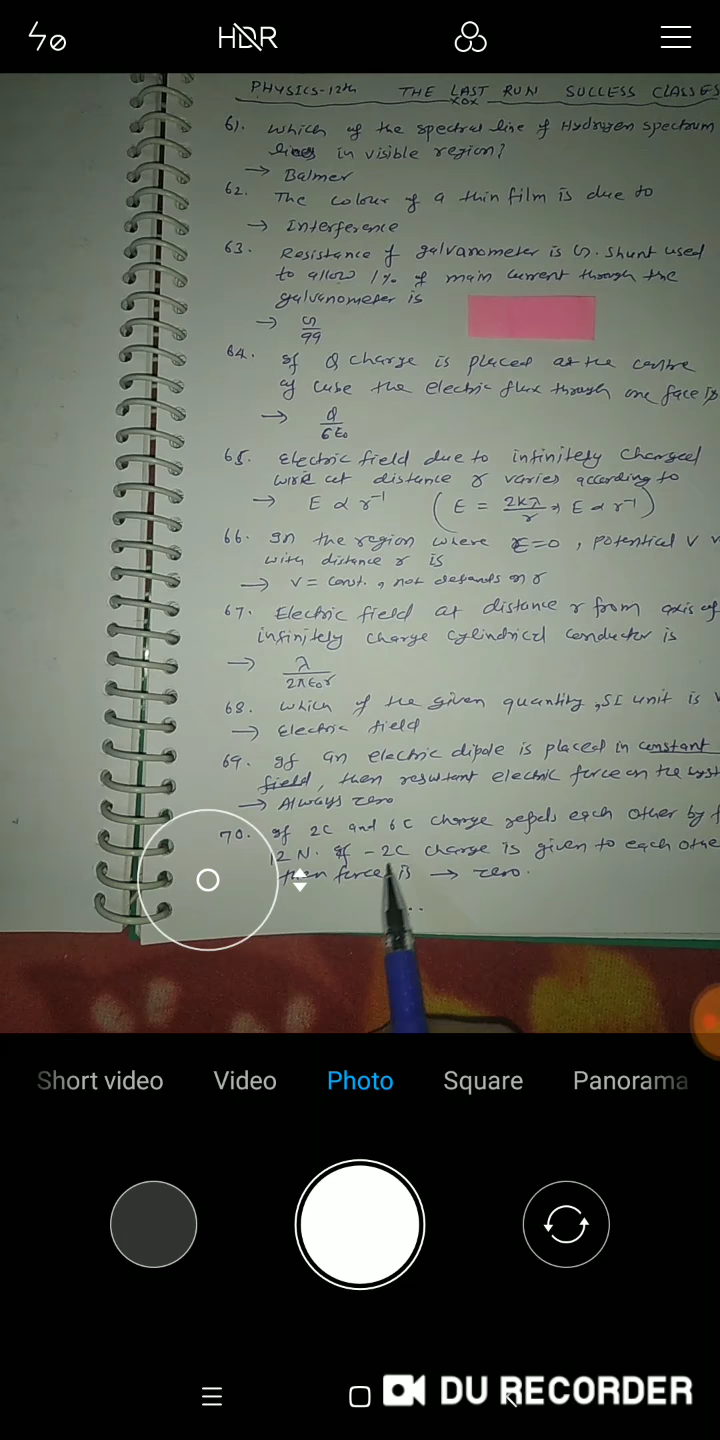 HDR
PHYSICS-12th THE LAST RUN SUCCESS CLASSES
XOX
61. Which of the spectral line of Hydrogen spectrum
lines in visible region?
→ Balmer
62. The colour of a thin film is due to
→ Interference
63. Resistance of galvanometer is G. shunt used
to allow 1% of main current through the
galvanometer is
→ G/99
64. If Q charge is placed at the centre
of cube the electric flux through one face is
→ Q/6ε₀
65. Electric field due to infinitely charged
wire at distance r varies according to
→ E ∝ r⁻¹ (E = 2kλ/r ⇒ E ∝ r⁻¹)
66. In the region where E=0, potential V v
with distance r is
→ V = const., not depends on r
67. Electric field at distance r from axis of
infinitely charge cylindrical conductor is
→ λ/2πε₀r
68. which of the given quantity, SI unit is V
→ Electric field
69. If an electric dipole is placed in constant
field, then resultant electric force on the syst
→ Always zero
70. If 2C and 6C charge repels each other by f
12 N. If -2C charge is given to each othe
then force is → zero.
Short video Video Photo Square Panorama
DU RECORDER